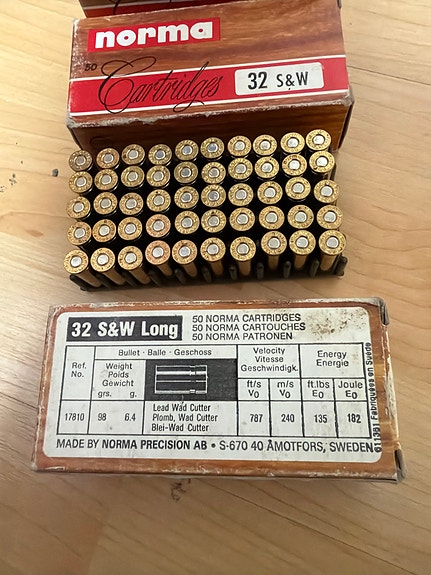 norma
50
Cartridges
32 S&W
32 S&W Long
50 NORMA CARTRIDGES
50 NORMA CARTOUCHES
50 NORMA PATRONEN
Ref. No.
Bullet · Balle · Geschoss
Weight
Poids
Gewicht
grs. g.
Velocity
Vitesse
Geschwindigk.
ft/s V0
m/s V0
Energy
Energie
ft.lbs E0
Joule E0
17810 98 6.4
Lead Wad Cutter
Plomb, Wad Cutter
Blei-Wad Cutter
787 240 135 182
MADE BY NORMA PRECISION AB • S-670 40 AMOTFORS, SWEDEN
611361 Fabriquées en Suède